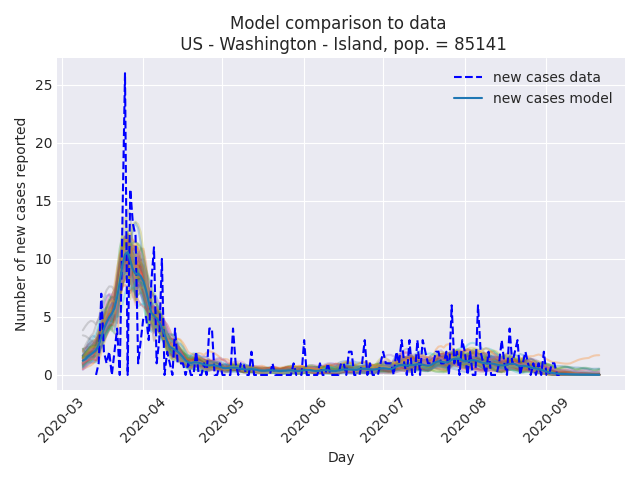 Model comparison to data
US - Washington - Island, pop. = 85141
new cases data
new cases model
Number of new cases reported
25
20
15
10
5
0
2020-03
2020-04
2020-05
2020-06
2020-07
2020-08
2020-09
Day